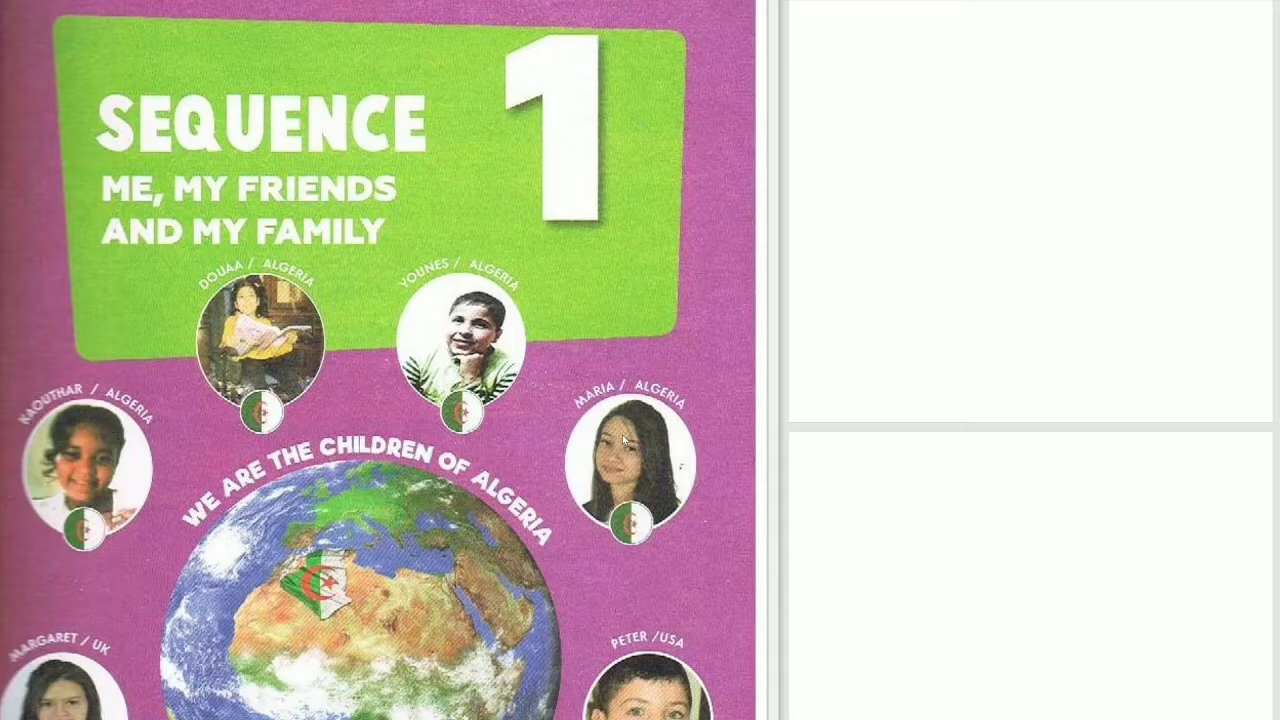 1
SEQUENCE
ME, MY FRIENDS
AND MY FAMILY
DOUAA / ALGERIA
YOUNES / ALGERIA
KAOUTHAR / ALGERIA
MARIA / ALGERIA
WE ARE THE CHILDREN OF ALGERIA
MARGARET / UK
PETER /USA